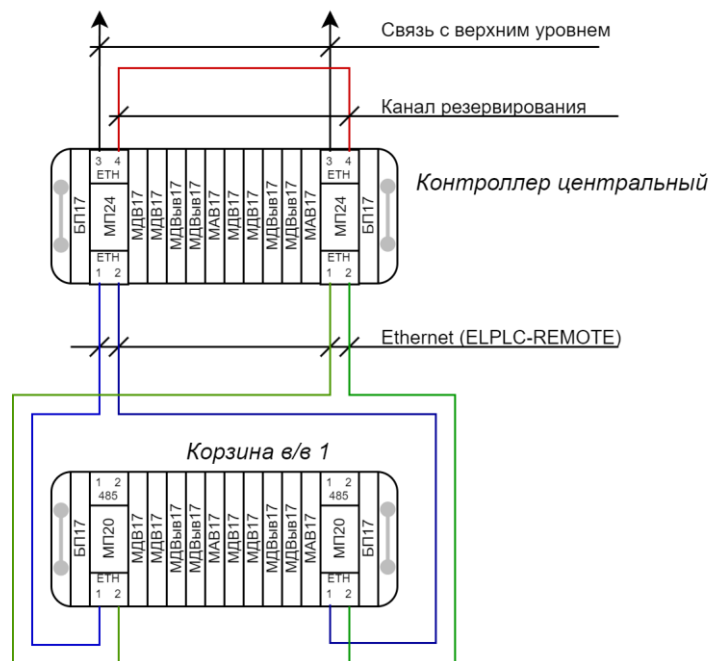 Связь с верхним уровнем
Канал резервирования
3 4
ETH
3 4
ETH
Контроллер центральный
БП17
МП24
МДВ17
МДВ17
МДВыв17
МДВыв17
МАВ17
МДВ17
МДВ17
МДВыв17
МДВыв17
МАВ17
МП24
БП17
ETH
1 2
ETH
1 2
Ethernet (ELPLC-REMOTE)
Корзина в/в 1
1 2
485
1 2
485
БП17
МП20
МДВ17
МДВ17
МДВыв17
МДВыв17
МАВ17
МДВ17
МДВ17
МДВыв17
МДВыв17
МАВ17
МП20
БП17
ETH
1 2
ETH
1 2